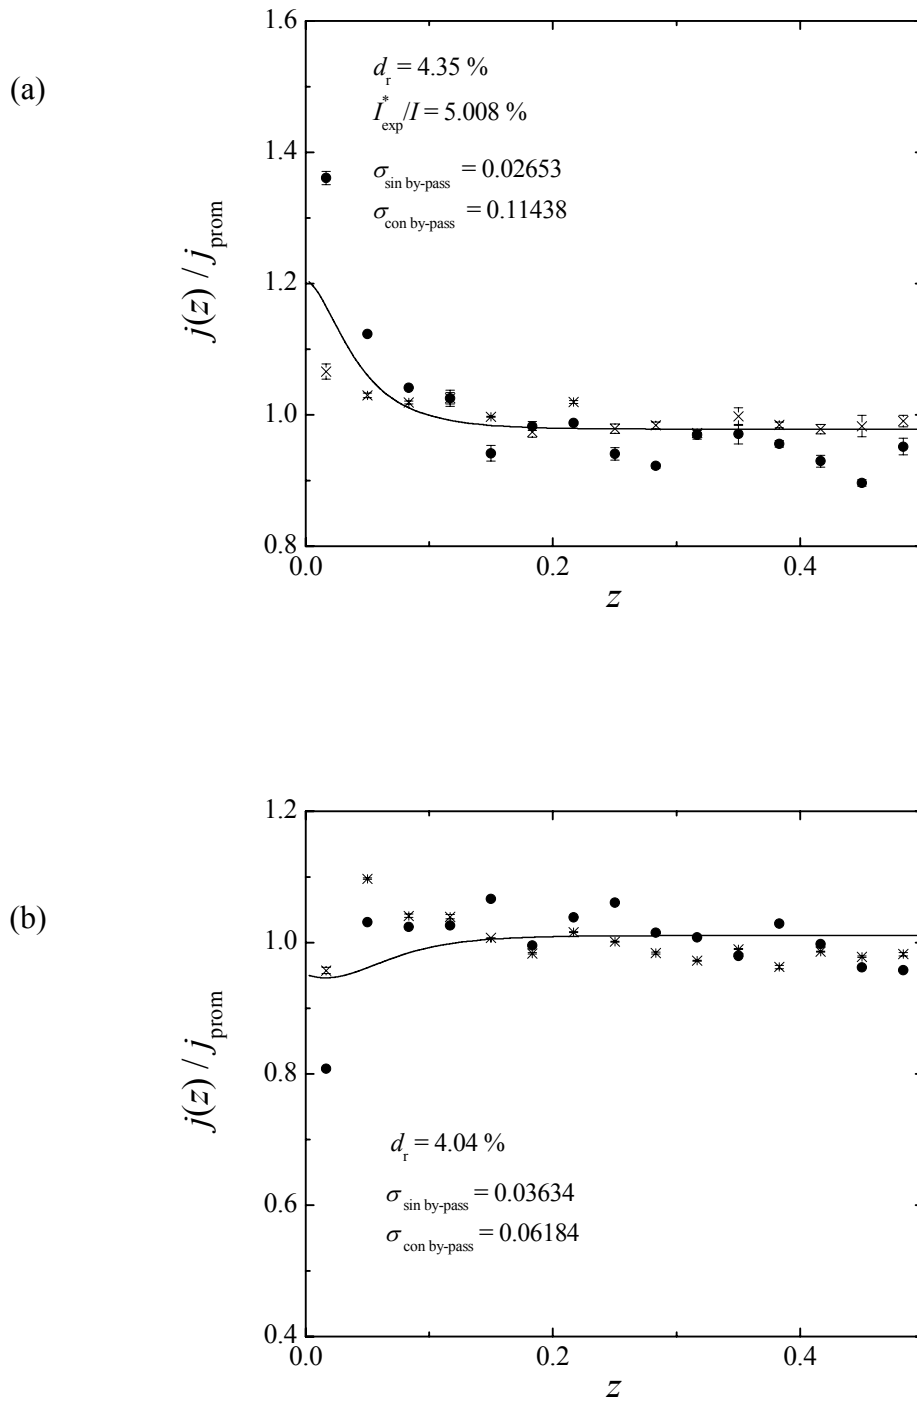 (a)
1.6
1.4
1.2
1.0
0.8
j(z) / j_prom
d_r = 4.35 %
I*_exp/I = 5.008 %
σ_sin by-pass = 0.02653
σ_con by-pass = 0.11438
0.0 0.2 0.4
z
(b)
1.2
1.0
0.8
0.6
0.4
j(z) / j_prom
d_r = 4.04 %
σ_sin by-pass = 0.03634
σ_con by-pass = 0.06184
0.0 0.2 0.4
z